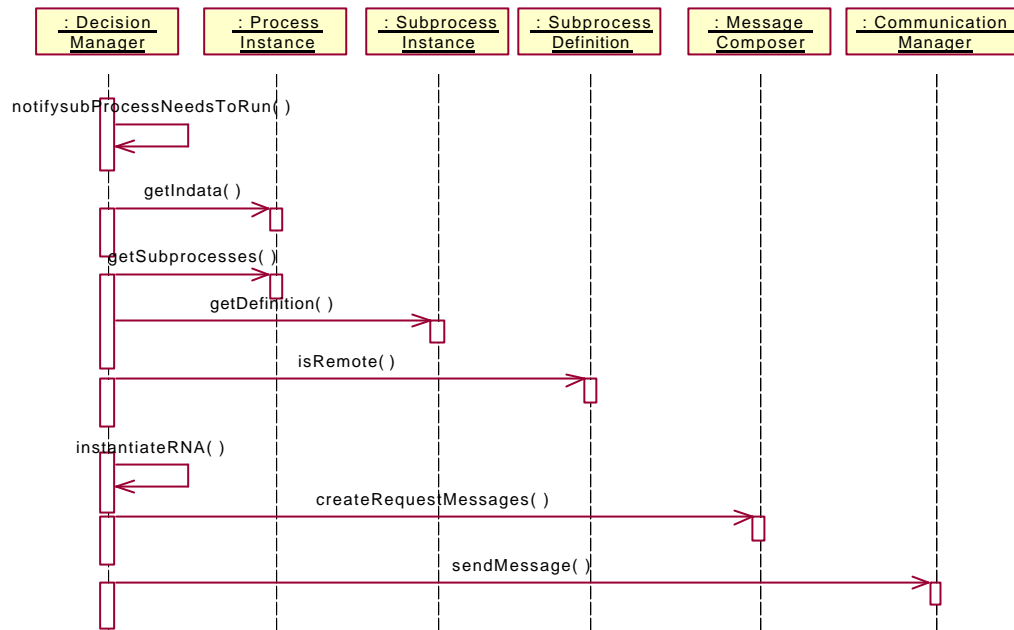 : Decision
Manager
: Process
Instance
: Subprocess
Instance
: Subprocess
Definition
: Message
Composer
: Communication
Manager
notifysubProcessNeedsToRun( )
getIndata( )
getSubprocesses( )
getDefinition( )
isRemote( )
instantiateRNA( )
createRequestMessages( )
sendMessage( )